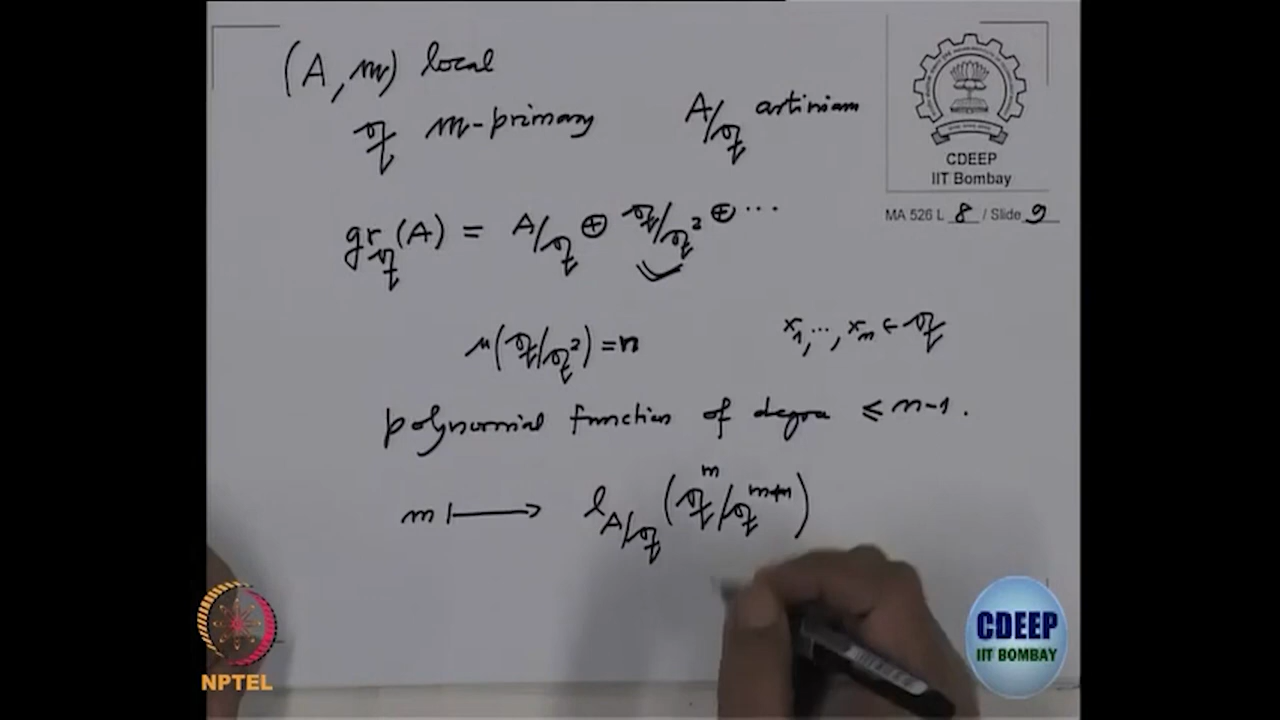 (A, m) local
q m-primary A/q artinian
CDEEP
IIT Bombay
MA 526 L 8 / Slide 9
gr_q(A) = A/q ⊕ q/q² ⊕ ...
μ(q/q²) = n x₁, ..., xₙ ∈ q
polynomial function of degree ≤ n-1.
m ⟼ ℓ_{A/q}(q^m/q^{m+1})
NPTEL
CDEEP
IIT BOMBAY